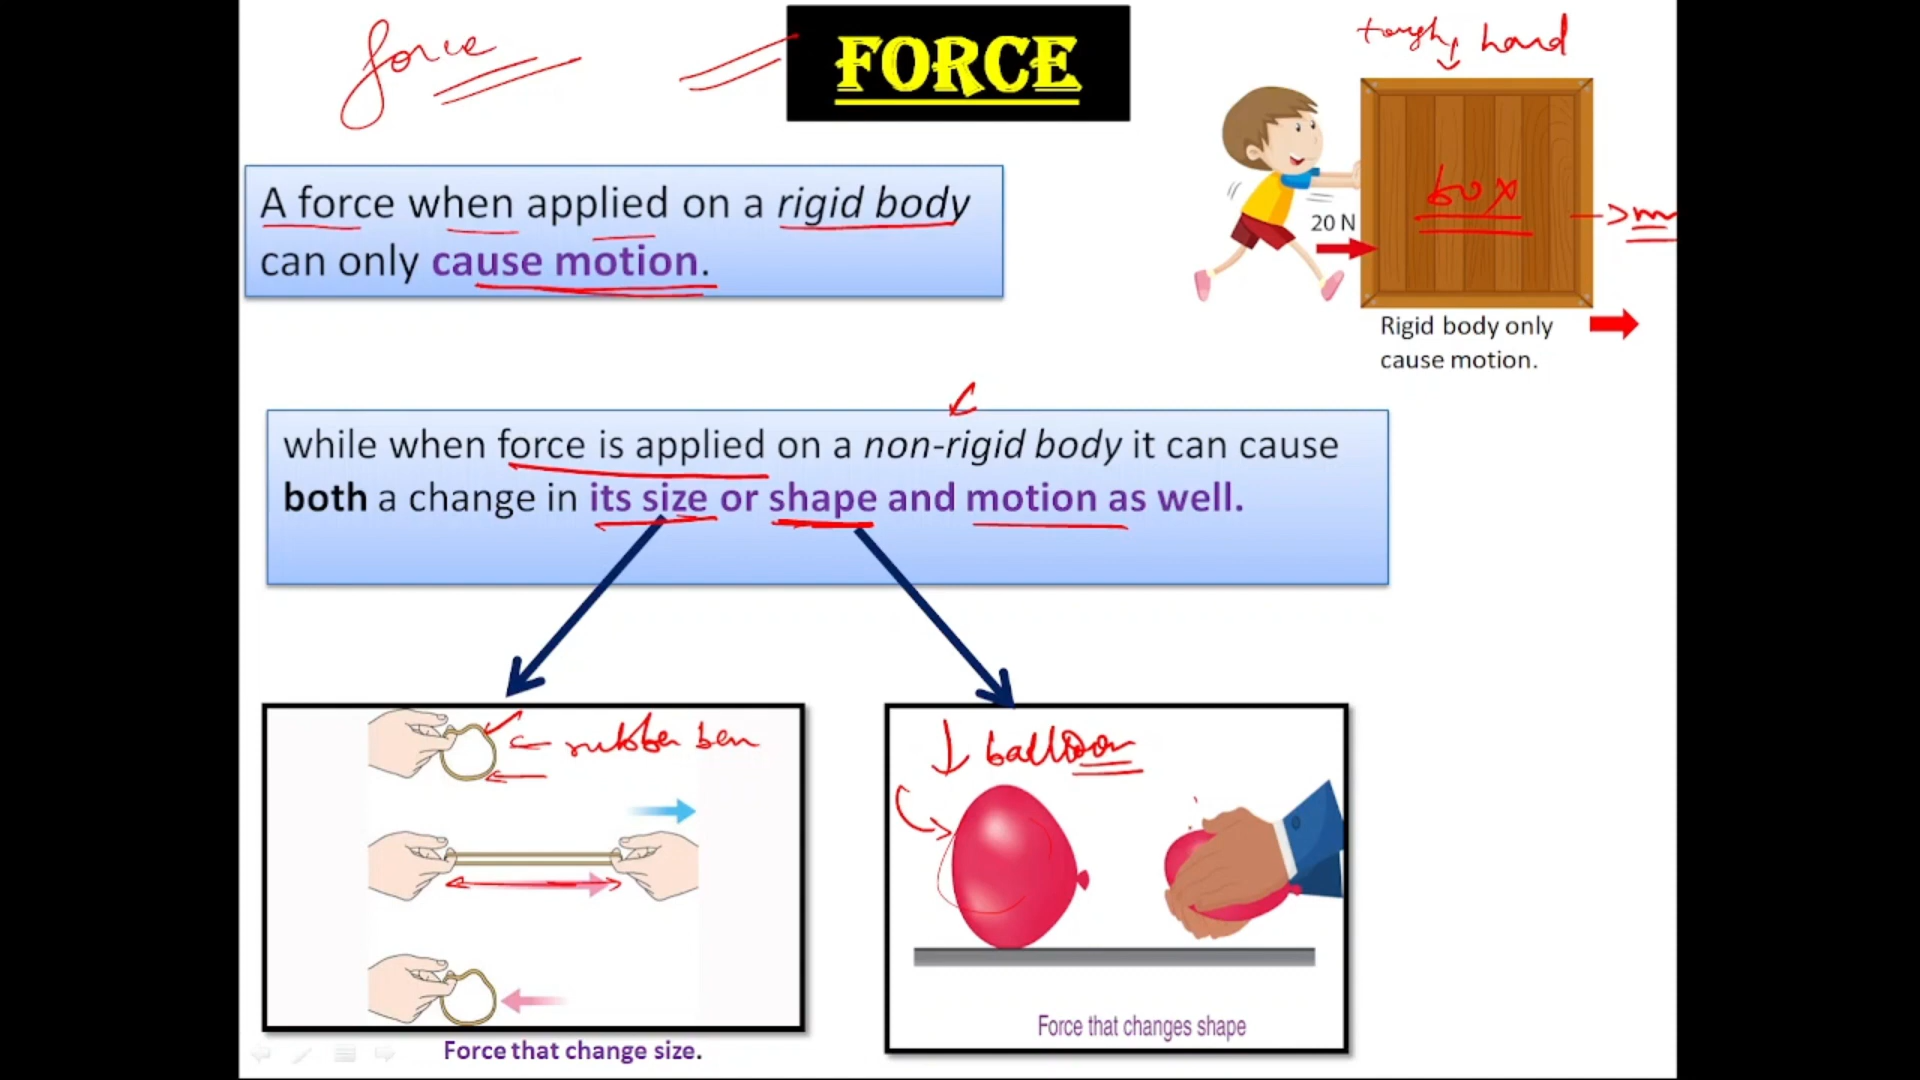 force
FORCE
tough, hard
A force when applied on a rigid body
can only cause motion.
box
20 N
Rigid body only
cause motion.
while when force is applied on a non-rigid body it can cause
both a change in its size or shape and motion as well.
rubber ben
balloon
Force that changes shape
Force that change size.